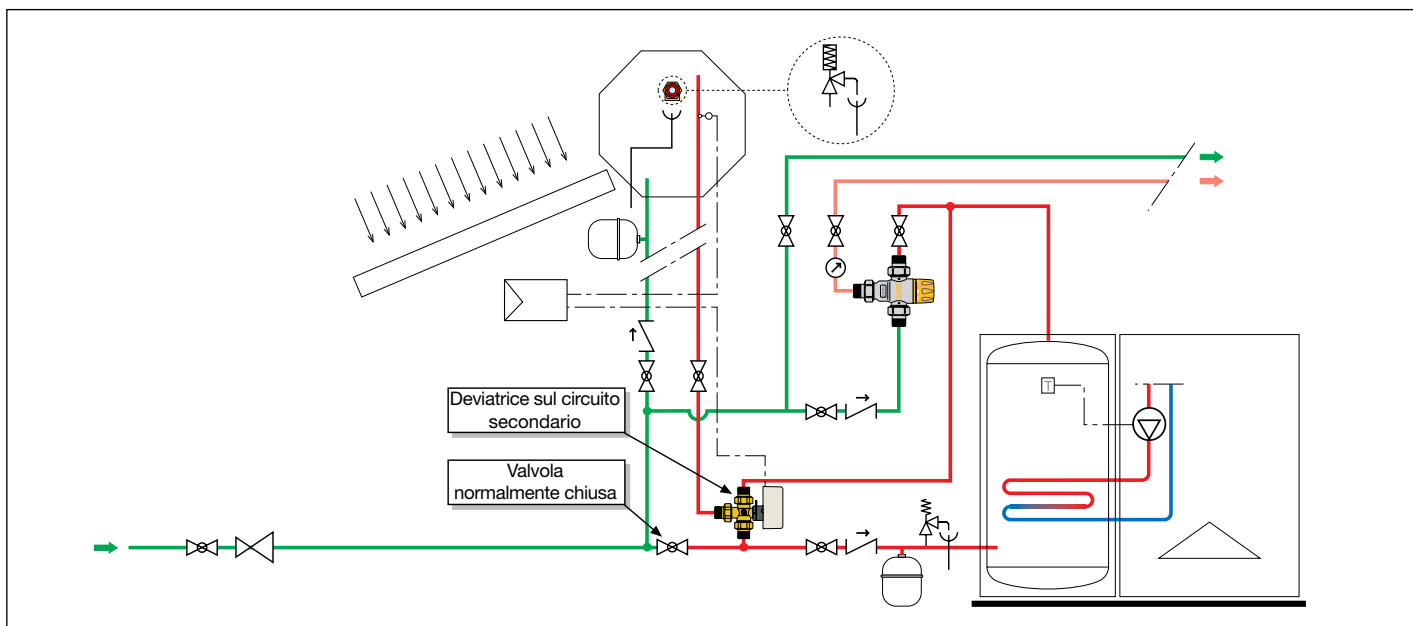 Deviatrice sul circuito
secondario
Valvola
normalmente chiusa
T